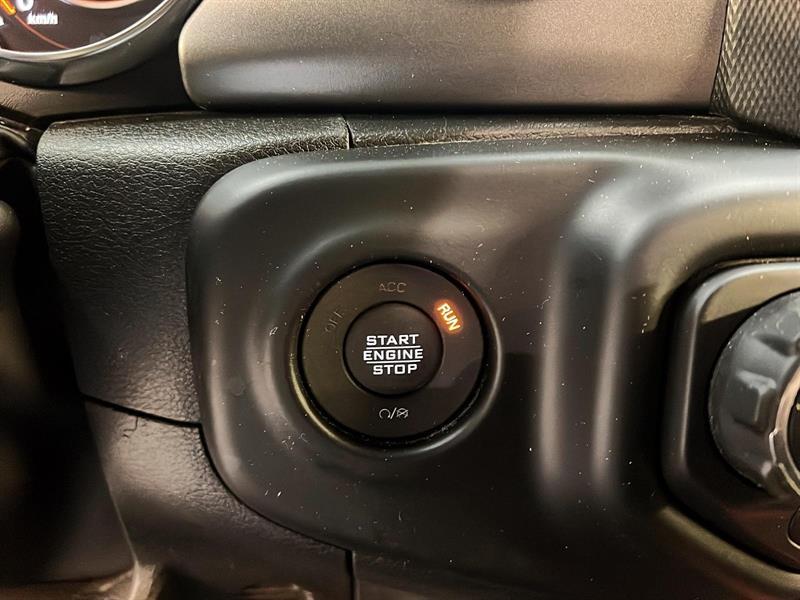 km/h
ACC
OFF
RUN
START
ENGINE
STOP